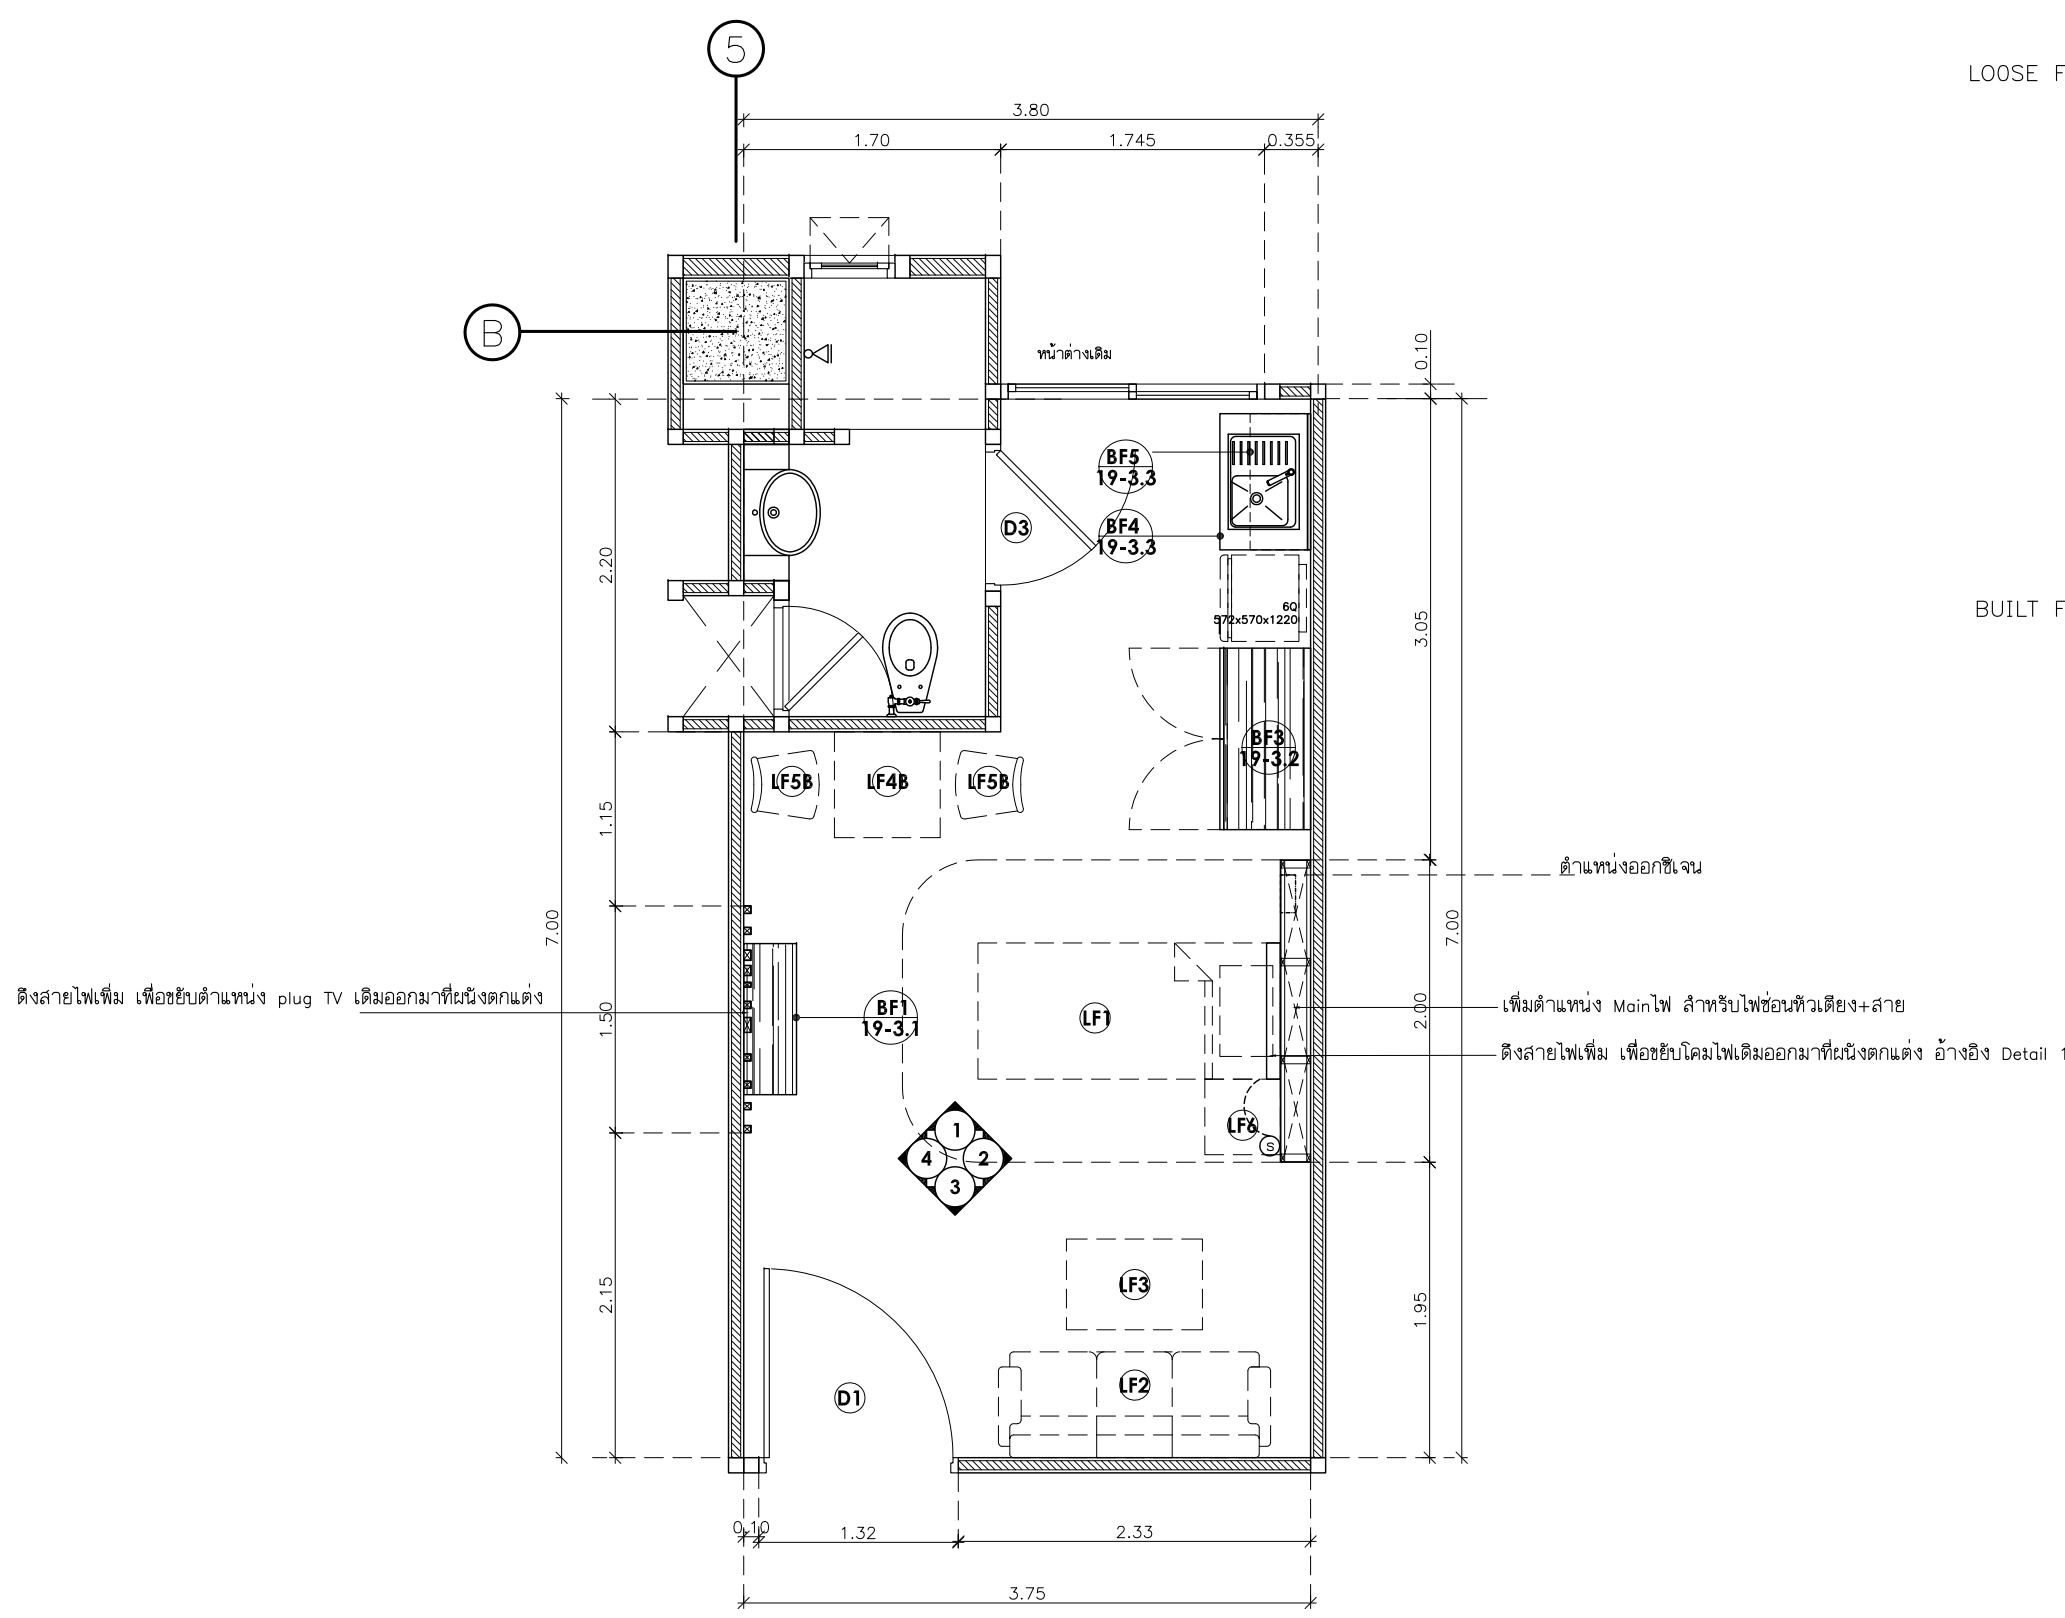 5
LOOSE F
3.80
1.70
1.745
0.355
B
หน้าต่างเดิม
0.10
BF5
19-3.3
D3
BF4
19-3.3
2.20
6Q
572x570x1220
3.05
BUILT F
BF3
19-3.2
LF5B
LF4B
LF5B
1.15
ตำแหน่งออกซิเจน
7.00
7.00
ดึงสายไฟเพิ่ม เพื่อขยับตำแหน่ง plug TV เดิมออกมาที่ผนังตกแต่ง
1.50
BF1
19-3.1
LF1
2.00
เพิ่มตำแหน่ง Mainไฟ สำหรับไฟซ่อนหัวเตียง+สาย
ดึงสายไฟเพิ่ม เพื่อขยับโคมไฟเดิมออกมาที่ผนังตกแต่ง อ้างอิง Detail 1
LF6
S
1
4
2
3
2.15
LF3
1.95
LF2
D1
0.10
1.32
2.33
3.75